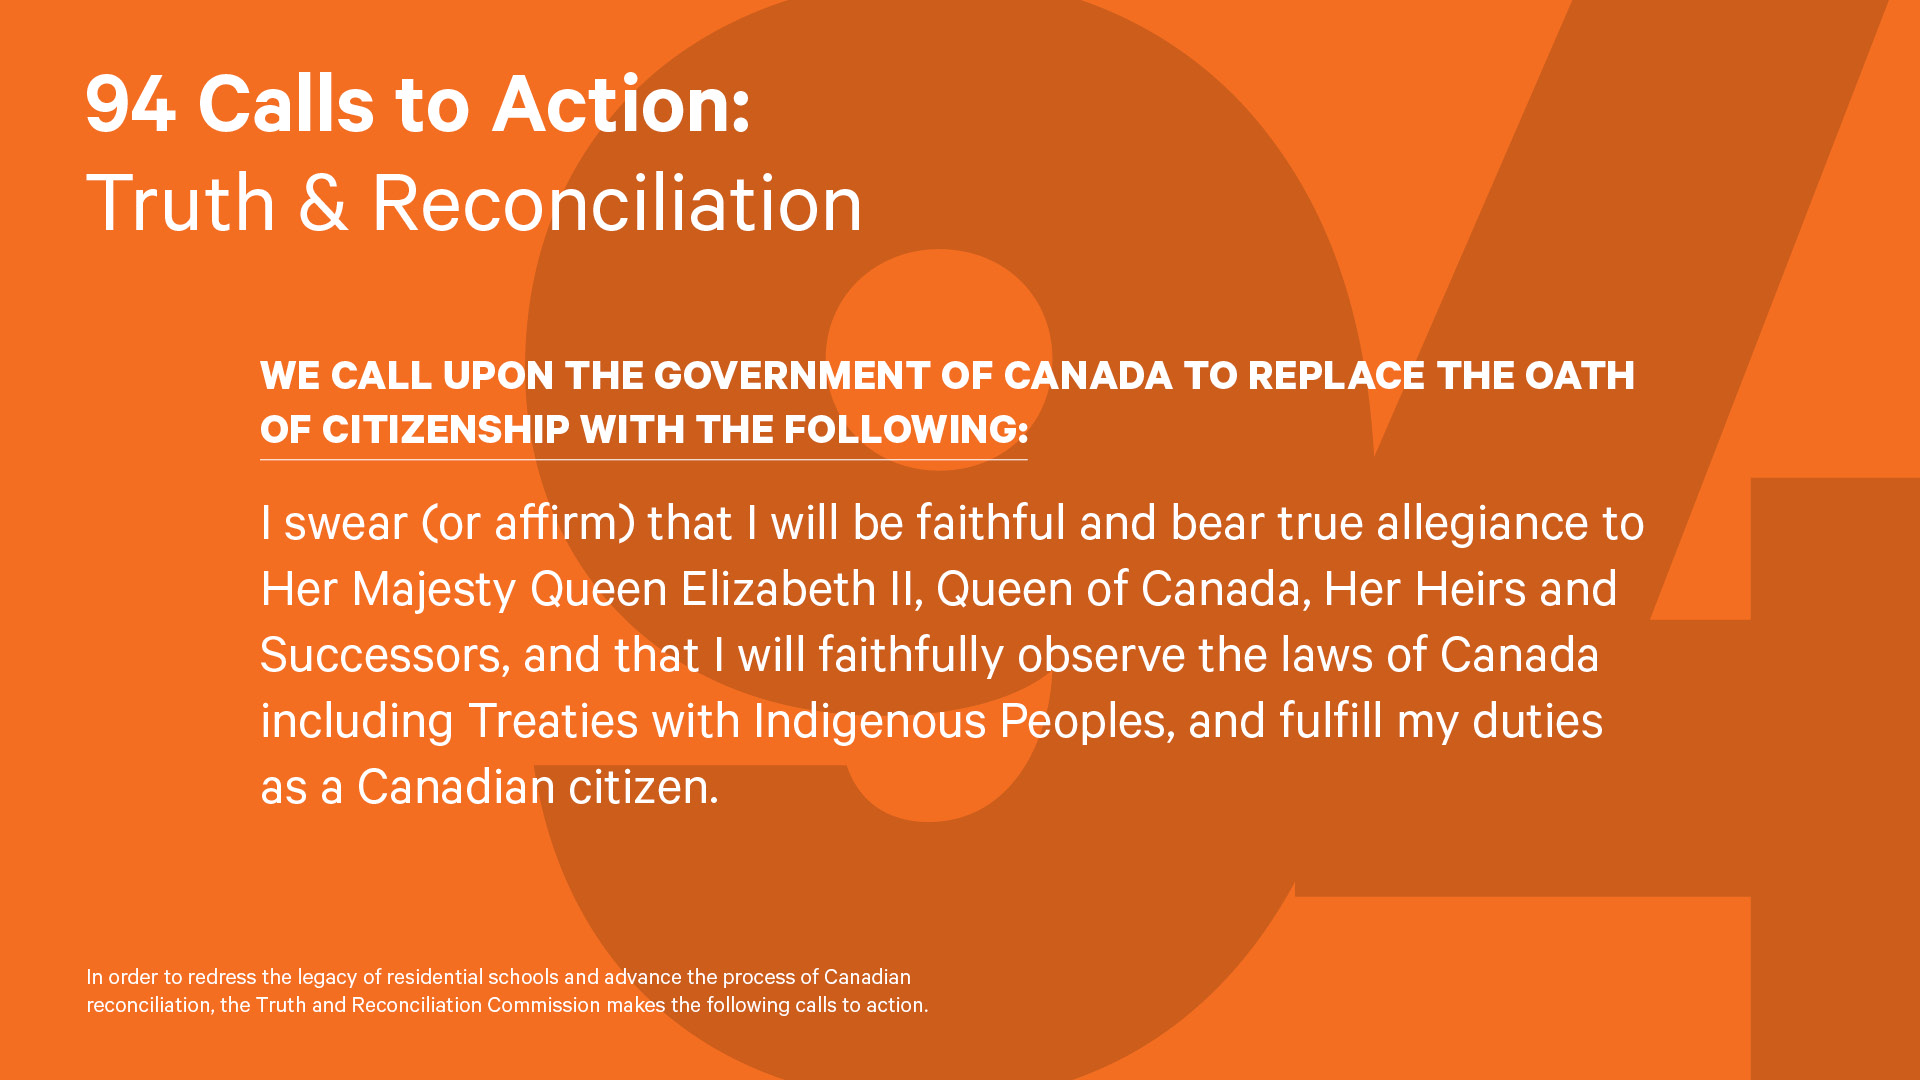 94 Calls to Action:
Truth & Reconciliation
WE CALL UPON THE GOVERNMENT OF CANADA TO REPLACE THE OATH
OF CITIZENSHIP WITH THE FOLLOWING:
I swear (or affirm) that I will be faithful and bear true allegiance to
Her Majesty Queen Elizabeth II, Queen of Canada, Her Heirs and
Successors, and that I will faithfully observe the laws of Canada
including Treaties with Indigenous Peoples, and fulfill my duties
as a Canadian citizen.
In order to redress the legacy of residential schools and advance the process of Canadian
reconciliation, the Truth and Reconciliation Commission makes the following calls to action.
94